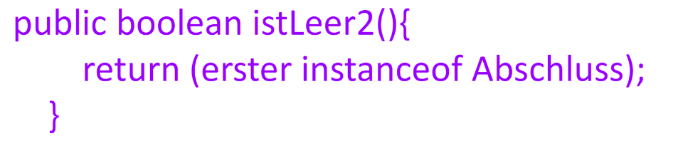 public boolean istLeer2(){
return (erster instanceof Abschluss);
}